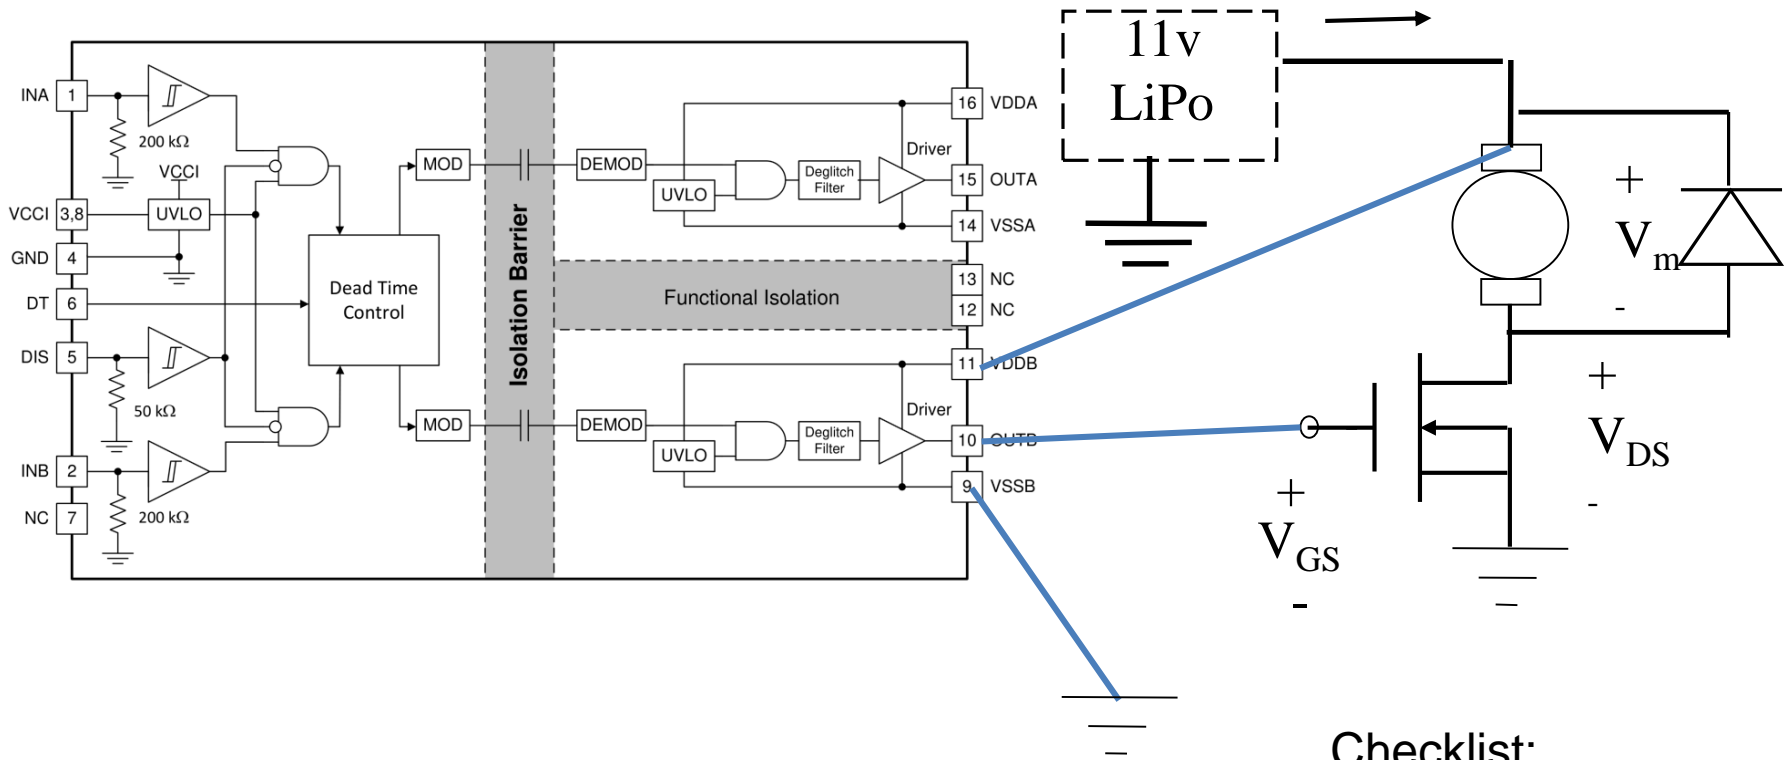 INA 1
200 kΩ
VCCI
VCCI 3,8
UVLO
GND 4
DT 6
DIS 5
50 kΩ
INB 2
NC 7
200 kΩ
Dead Time
Control
MOD
MOD
Isolation Barrier
Functional Isolation
DEMOD
UVLO
Deglitch
Filter
Driver
16 VDDA
15 OUTA
14 VSSA
13 NC
12 NC
11 VDDB
DEMOD
UVLO
Deglitch
Filter
Driver
10 OUTB
9 VSSB
11v
LiPo
+
Vm
-
+
VDS
-
+
VGS
-
Checklist: